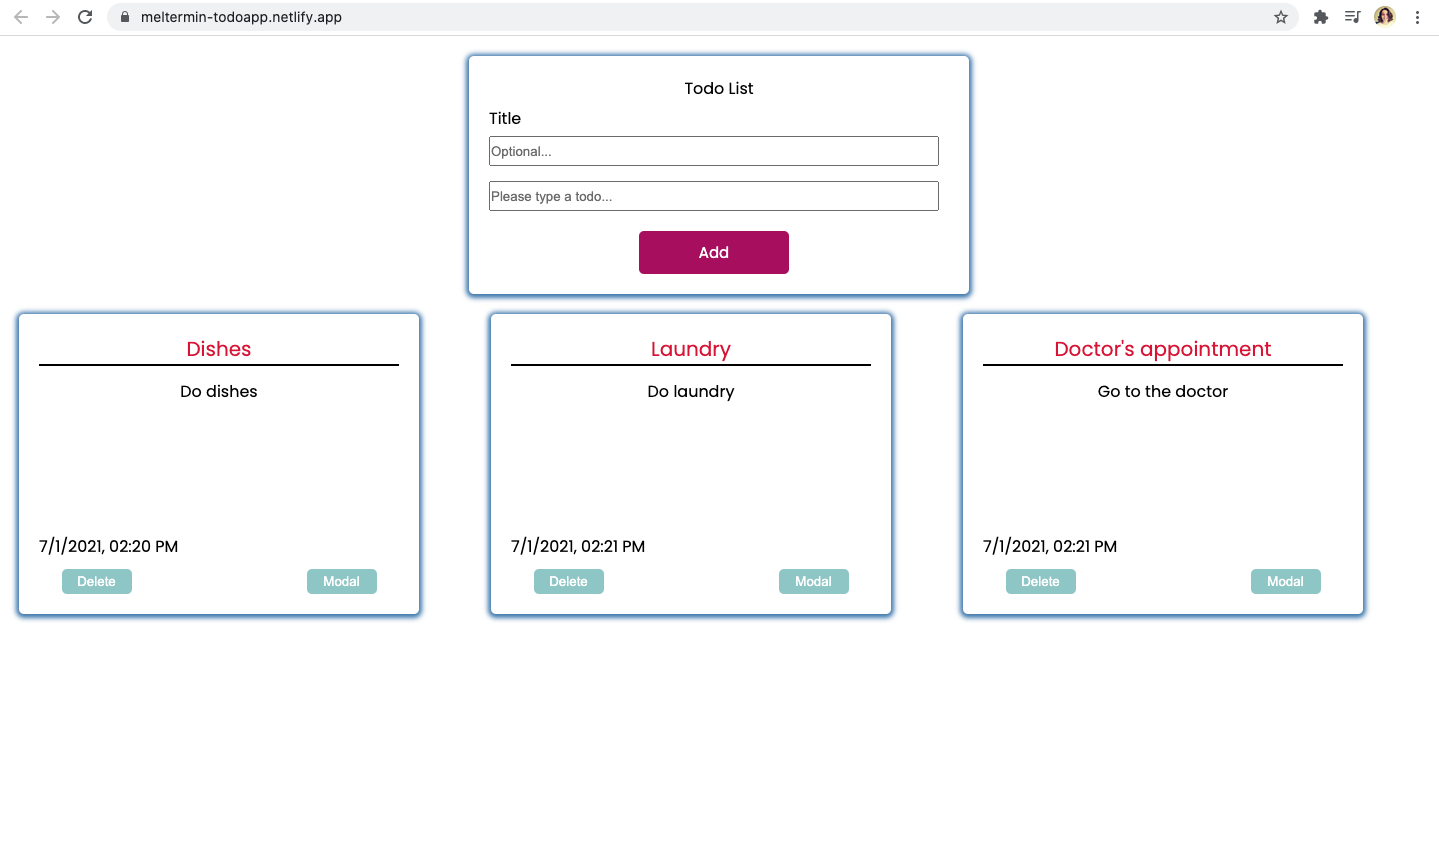 meltermin-todoapp.netlify.app
Todo List
Title
Optional...
Please type a todo...
Add
Dishes
Do dishes
7/1/2021, 02:20 PM
Delete Modal
Laundry
Do laundry
7/1/2021, 02:21 PM
Delete Modal
Doctor's appointment
Go to the doctor
7/1/2021, 02:21 PM
Delete Modal